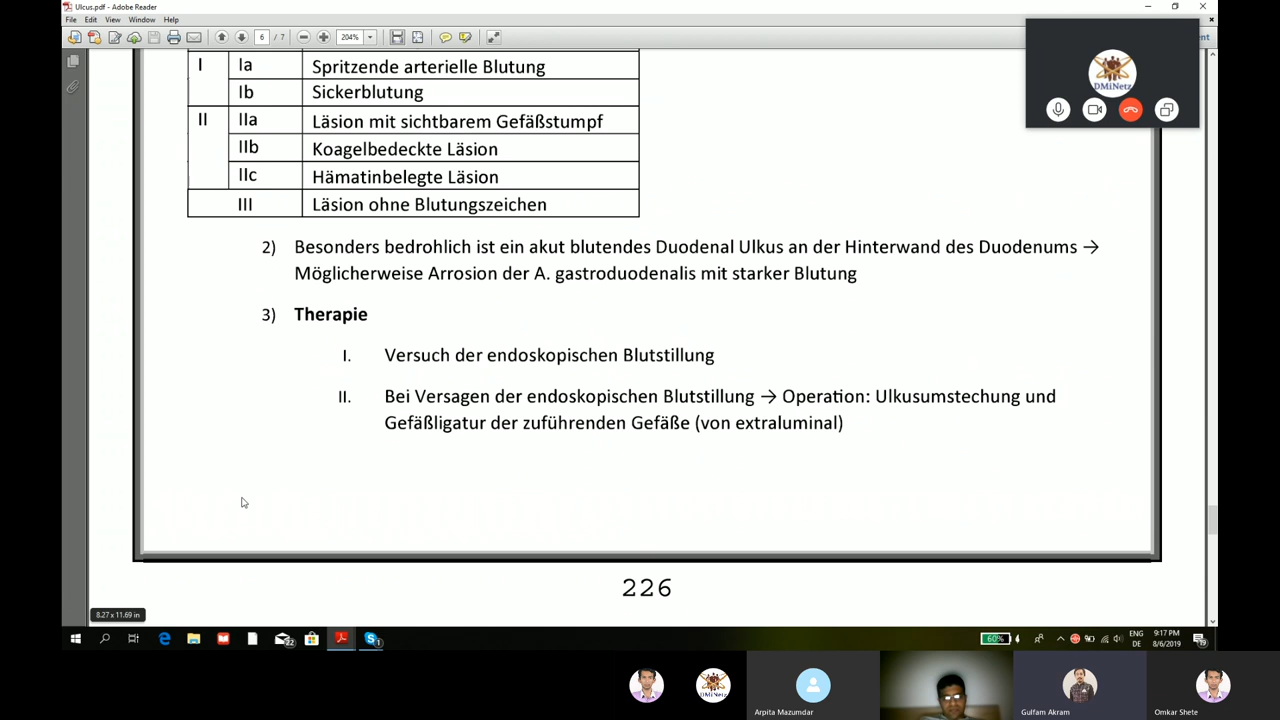 Ulcus.pdf - Adobe Reader
File Edit View Window Help
6 / 7 204%
I Ia Spritzende arterielle Blutung
Ib Sickerblutung
II IIa Läsion mit sichtbarem Gefäßstumpf
IIb Koagelbedeckte Läsion
IIc Hämatinbelegte Läsion
III Läsion ohne Blutungszeichen
2) Besonders bedrohlich ist ein akut blutendes Duodenal Ulkus an der Hinterwand des Duodenums →
Möglicherweise Arrosion der A. gastroduodenalis mit starker Blutung
3) Therapie
I. Versuch der endoskopischen Blutstillung
II. Bei Versagen der endoskopischen Blutstillung → Operation: Ulkusumstechung und
Gefäßligatur der zuführenden Gefäße (von extraluminal)
226
8.27 x 11.69 in
DMiNetz
22
1
60%
ENG
DE
9:17 PM
8/6/2019
DMiNetz
Arpita Mazumdar
Gulfam Akram
Omkar Shete